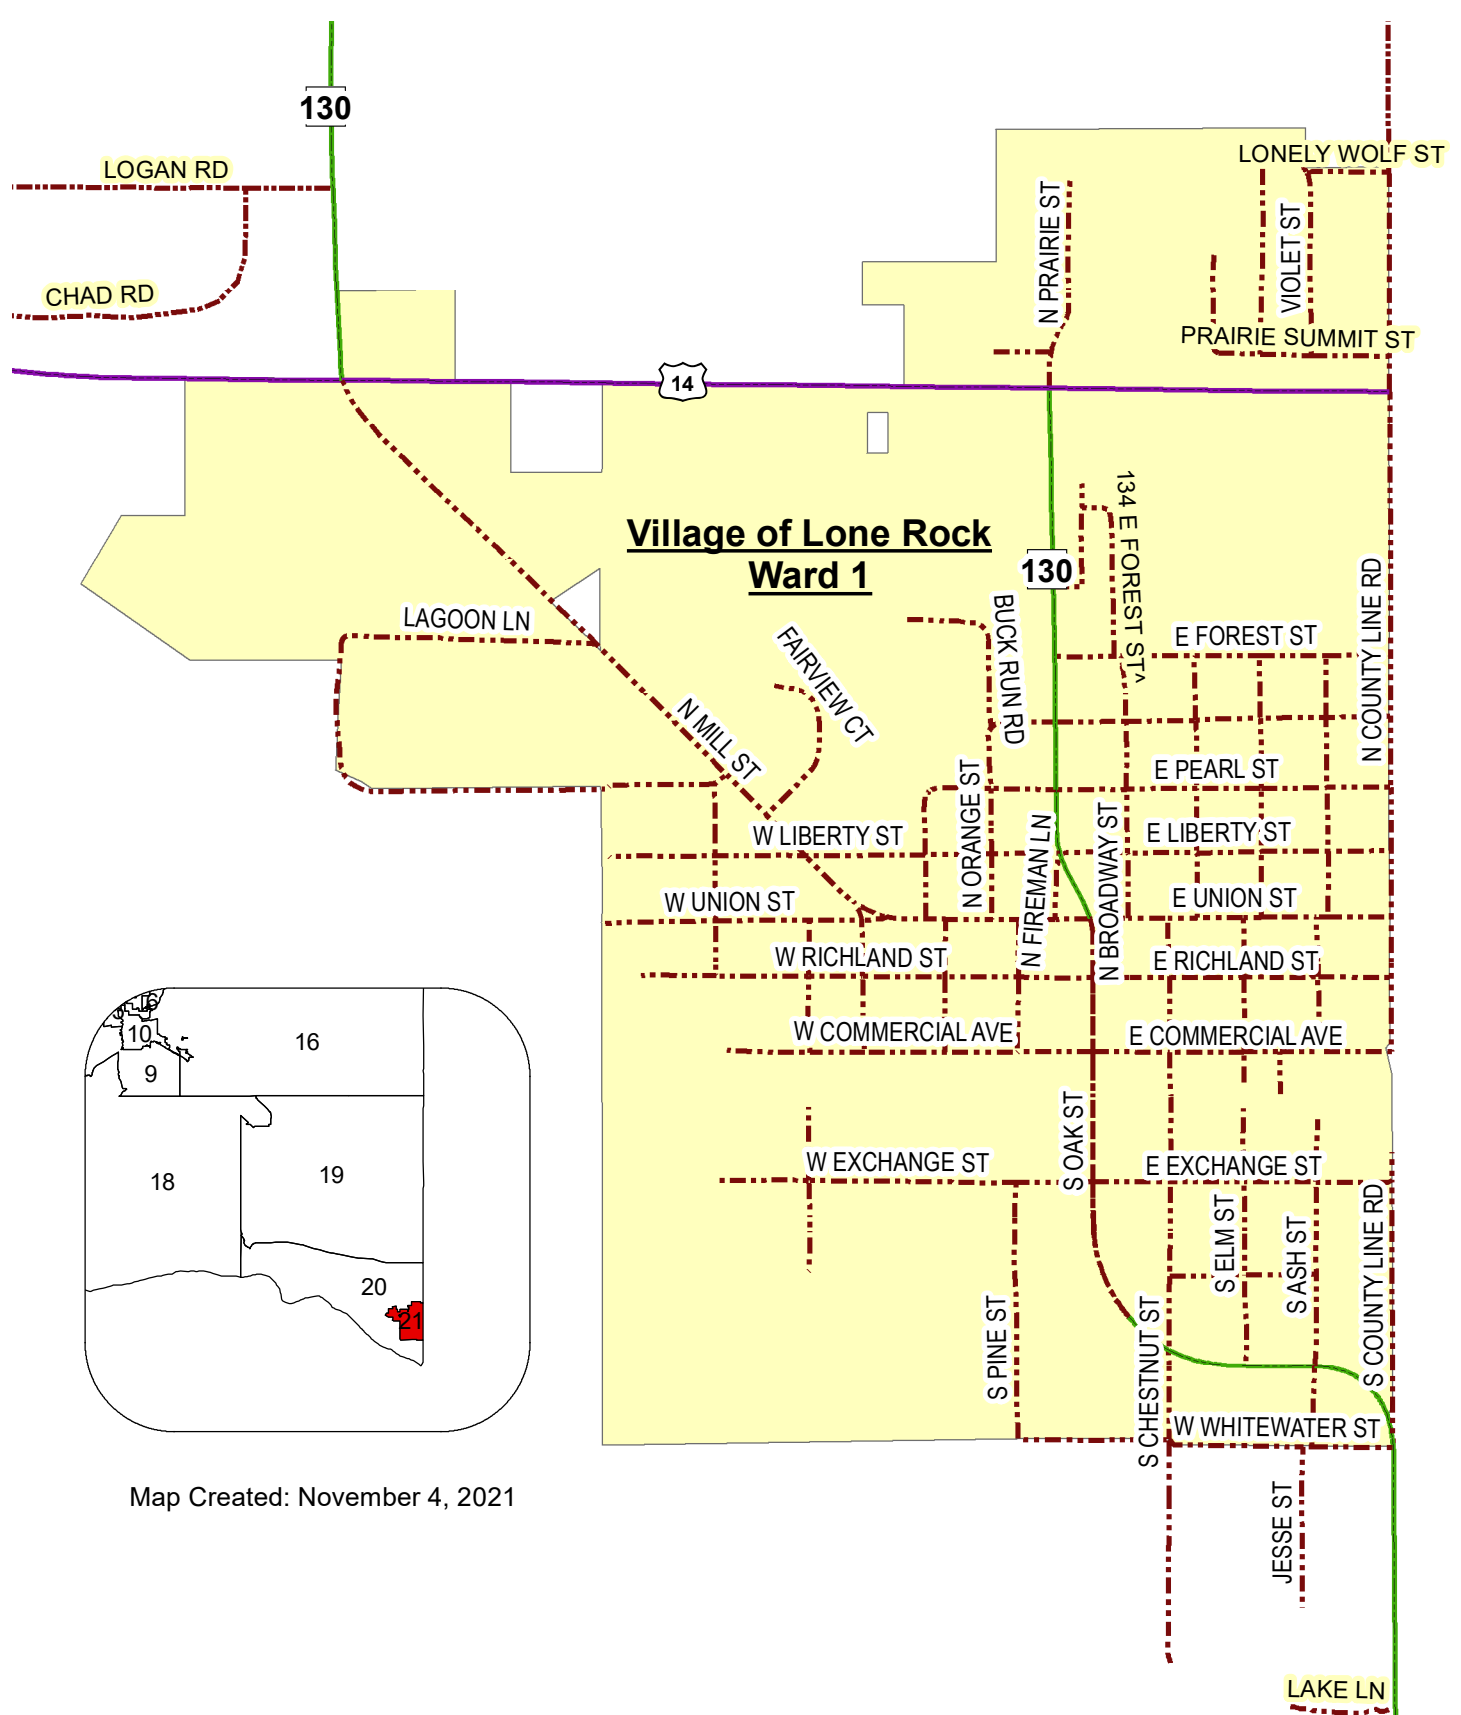 130
LOGAN RD
LONELY WOLF ST
N PRAIRIE ST
VIOLET ST
CHAD RD
PRAIRIE SUMMIT ST
14
134 E FOREST ST^
Village of Lone Rock
Ward 1
130
N COUNTY LINE RD
BUCK RUN RD
LAGOON LN
FAIRVIEW CT
E FOREST ST
N MILL ST
E PEARL ST
N ORANGE ST
W LIBERTY ST
N FIREMAN LN
N BROADWAY ST
E LIBERTY ST
W UNION ST
E UNION ST
W RICHLAND ST
E RICHLAND ST
W COMMERCIAL AVE
E COMMERCIAL AVE
6
10
16
9
S OAK ST
W EXCHANGE ST
E EXCHANGE ST
18
19
S ELM ST
S ASH ST
S COUNTY LINE RD
20
21
S PINE ST
S CHESTNUT ST
W WHITEWATER ST
Map Created: November 4, 2021
JESSE ST
LAKE LN